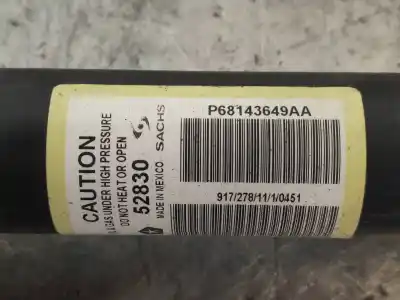 CAUTION
GAS UNDER HIGH PRESSURE
DO NOT HEAT OR OPEN
52830
MADE IN MEXICO
SACHS
P68143649AA
917/278/11/1/0451